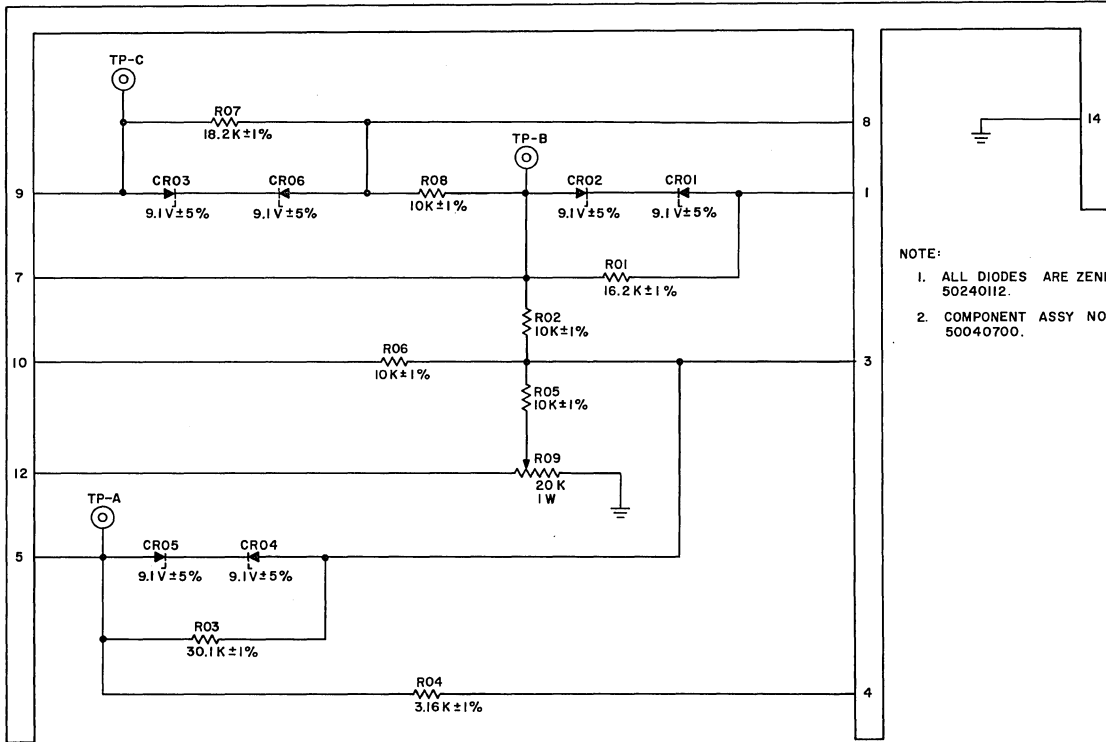 TP-C
R07
18.2K±1%
8
TP-B
CR03
CR06
R08
CR02
CR01
9
1
9.1V±5%
9.1V±5%
10K±1%
9.1V±5%
9.1V±5%
R01
7
16.2K±1%
R02
10K±1%
R06
10
3
10K±1%
R05
10K±1%
R09
12
20K
1W
TP-A
CR05
CR04
5
9.1V±5%
9.1V±5%
R03
30.1K±1%
R04
4
3.16K±1%
14
NOTE:
1. ALL DIODES ARE ZEN
50240112.
2. COMPONENT ASSY NO
50040700.